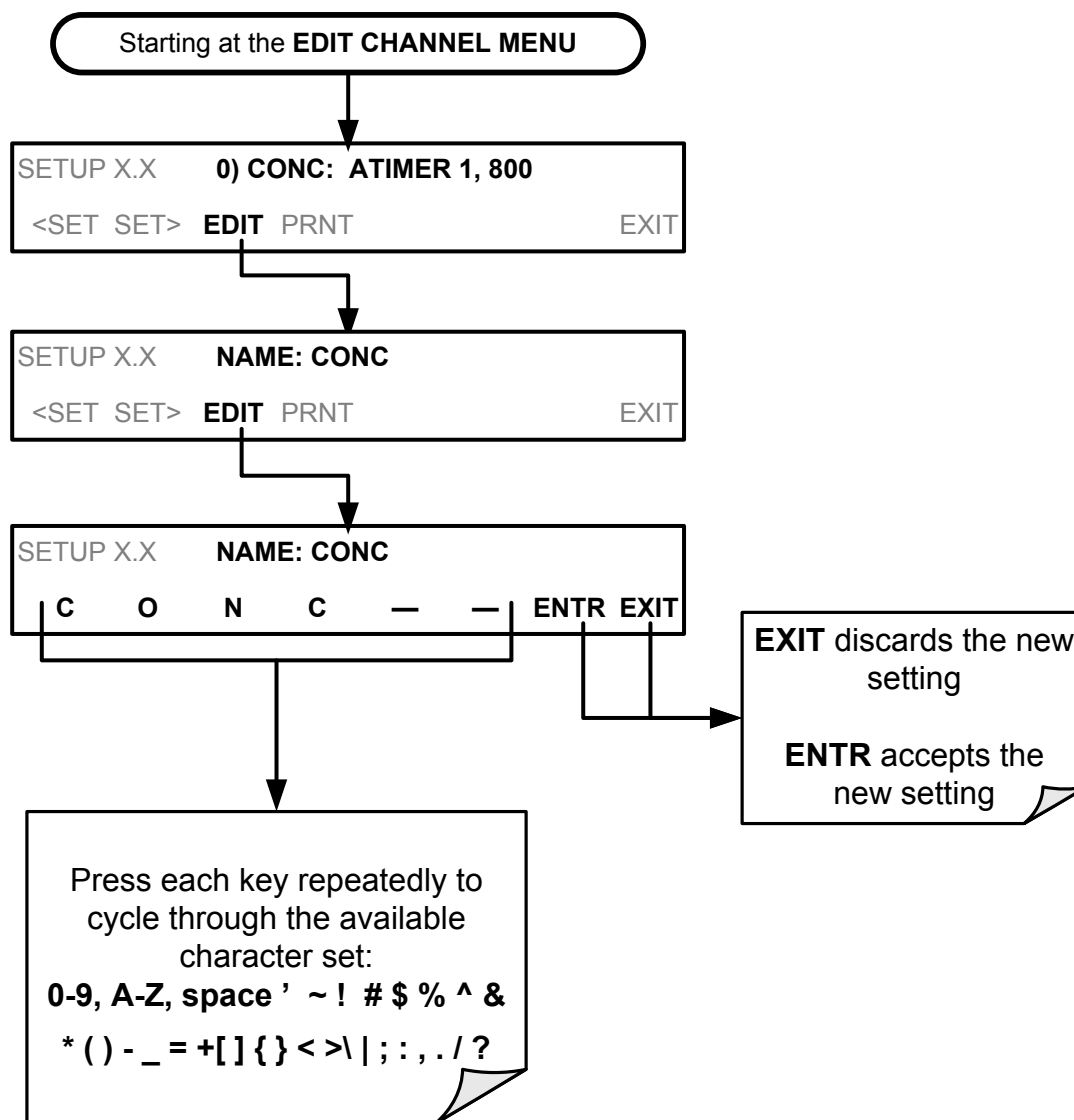 Starting at the EDIT CHANNEL MENU
SETUP X.X 0) CONC: ATIMER 1, 800
<SET SET> EDIT PRNT EXIT
SETUP X.X NAME: CONC
<SET SET> EDIT PRNT EXIT
SETUP X.X NAME: CONC
C O N C — — ENTR EXIT
EXIT discards the new
setting
ENTR accepts the
new setting
Press each key repeatedly to
cycle through the available
character set:
0-9, A-Z, space ’ ~ ! # $ % ^ &
* ( ) - _ = +[ ] { } < >\ | ; : , . / ?